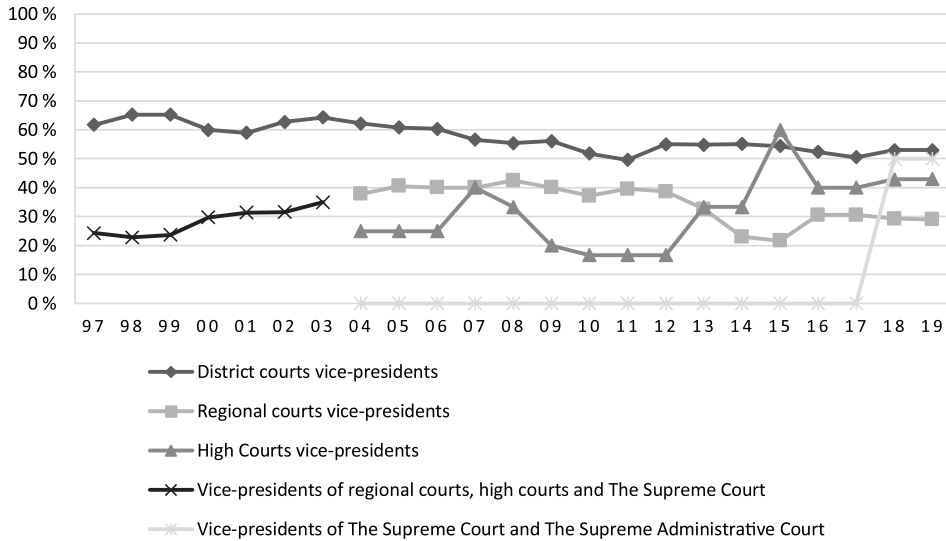 100 %
90 %
80 %
70 %
60 %
50 %
40 %
30 %
20 %
10 %
0 %
97 98 99 00 01 02 03 04 05 06 07 08 09 10 11 12 13 14 15 16 17 18 19
District courts vice-presidents
Regional courts vice-presidents
High Courts vice-presidents
Vice-presidents of regional courts, high courts and The Supreme Court
Vice-presidents of The Supreme Court and The Supreme Administrative Court